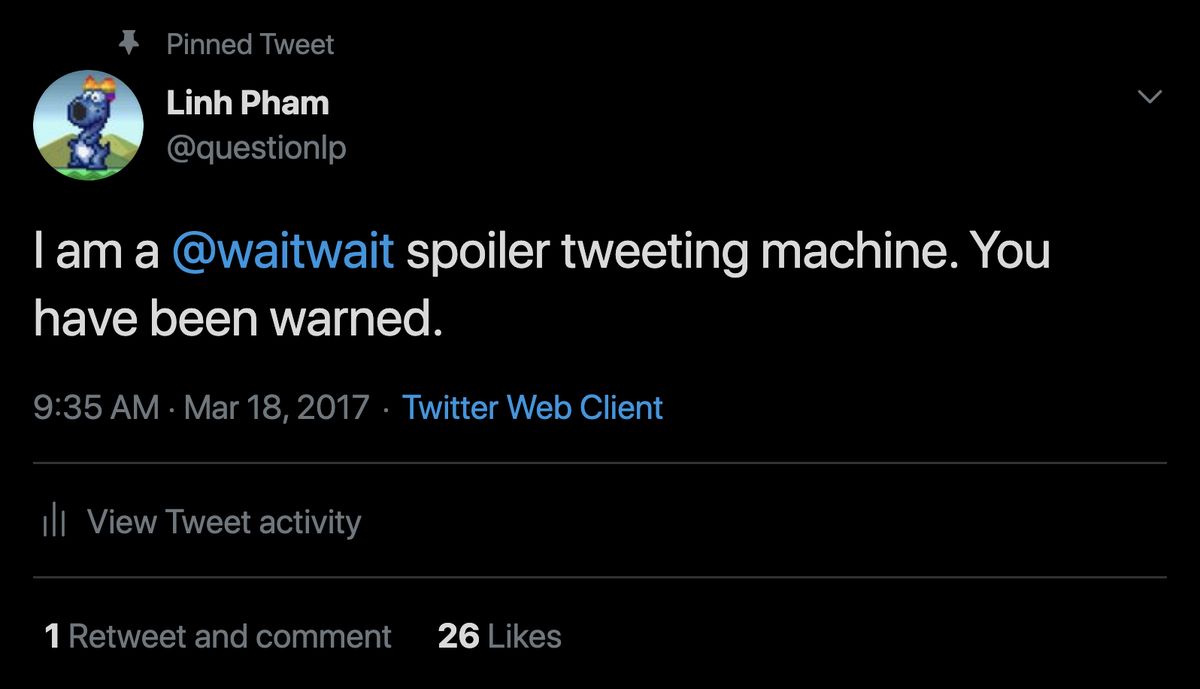 Pinned Tweet
Linh Pham
@questionlp
I am a @waitwait spoiler tweeting machine. You
have been warned.
9:35 AM · Mar 18, 2017 · Twitter Web Client
View Tweet activity
1 Retweet and comment 26 Likes